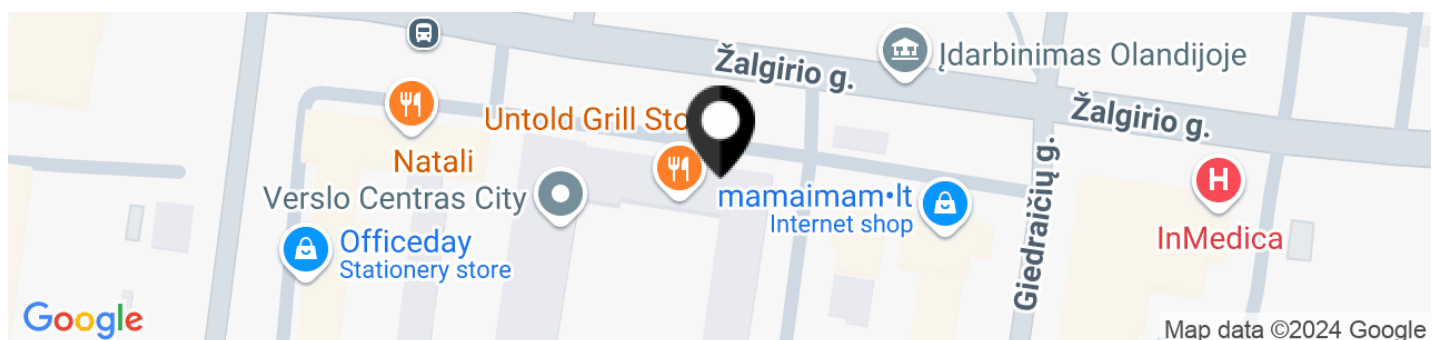 Žalgirio g.
Įdarbinimas Olandijoje
Untold Grill Sto
Žalgirio g.
Natali
Verslo Centras City
mamaimam•lt
Internet shop
Officeday
Stationery store
Giedraičių g.
InMedica
Google
Map data ©2024 Google